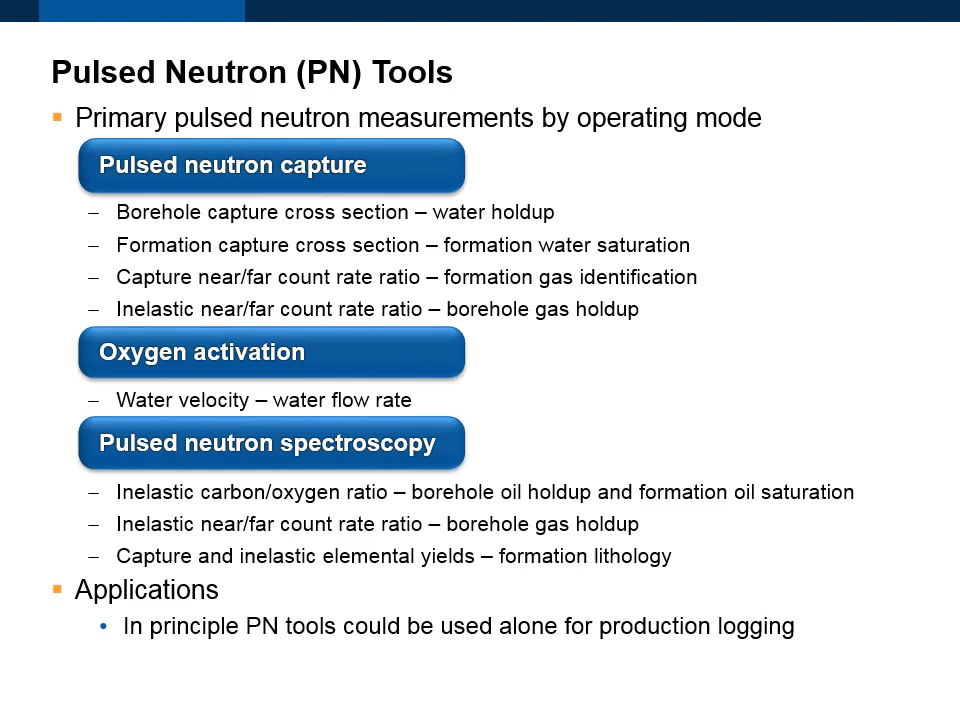 Pulsed Neutron (PN) Tools
Primary pulsed neutron measurements by operating mode
Pulsed neutron capture
– Borehole capture cross section – water holdup
– Formation capture cross section – formation water saturation
– Capture near/far count rate ratio – formation gas identification
– Inelastic near/far count rate ratio – borehole gas holdup
Oxygen activation
– Water velocity – water flow rate
Pulsed neutron spectroscopy
– Inelastic carbon/oxygen ratio – borehole oil holdup and formation oil saturation
– Inelastic near/far count rate ratio – borehole gas holdup
– Capture and inelastic elemental yields – formation lithology
Applications
• In principle PN tools could be used alone for production logging